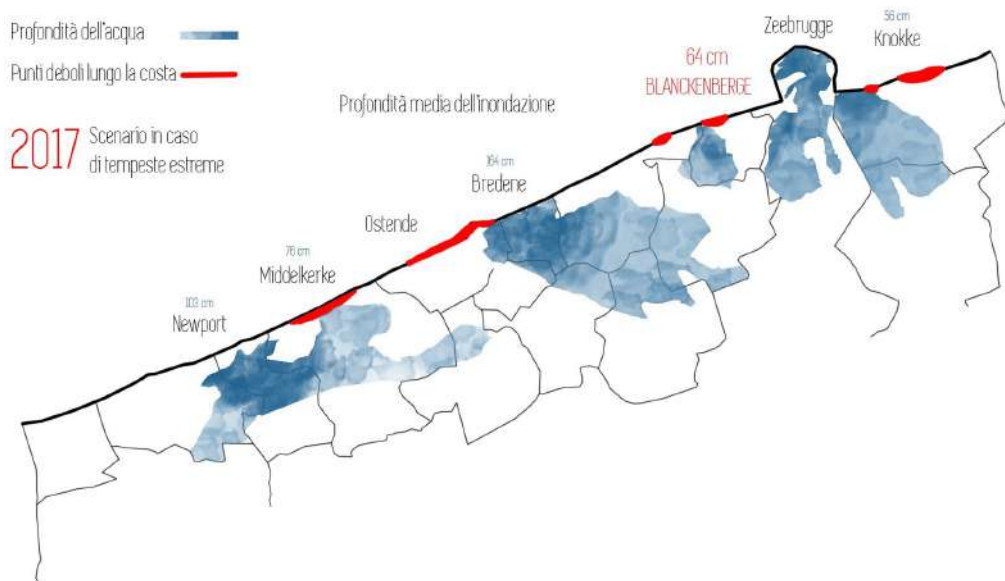 Profondità dell'acqua
Punti deboli lungo la costa
2017
Scenario in caso
di tempeste estreme
Profondità media dell'inondazione
103 cm
Newport
76 cm
Middelkerke
Ostende
164 cm
Bredene
64 cm
BLANCKENBERGE
Zeebrugge
56 cm
Knokke